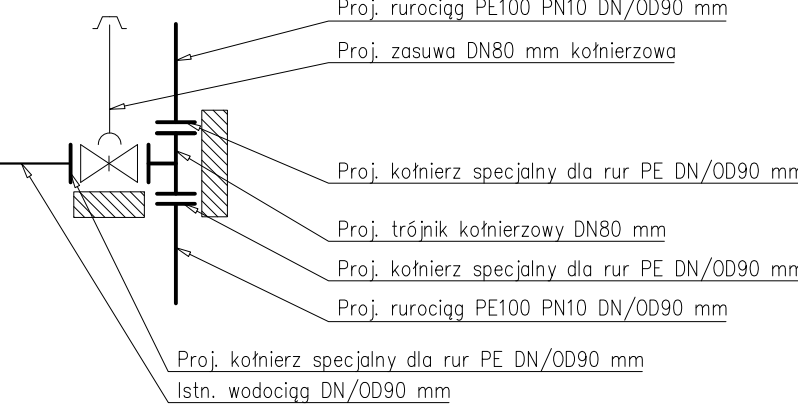 Proj. rurociąg PE100 PN10 DN/OD90 mm
Proj. zasuwa DN80 mm kołnierzowa
Proj. kołnierz specjalny dla rur PE DN/OD90 mm
Proj. trójnik kołnierzowy DN80 mm
Proj. kołnierz specjalny dla rur PE DN/OD90 mm
Proj. rurociąg PE100 PN10 DN/OD90 mm
Proj. kołnierz specjalny dla rur PE DN/OD90 mm
Istn. wodociąg DN/OD90 mm